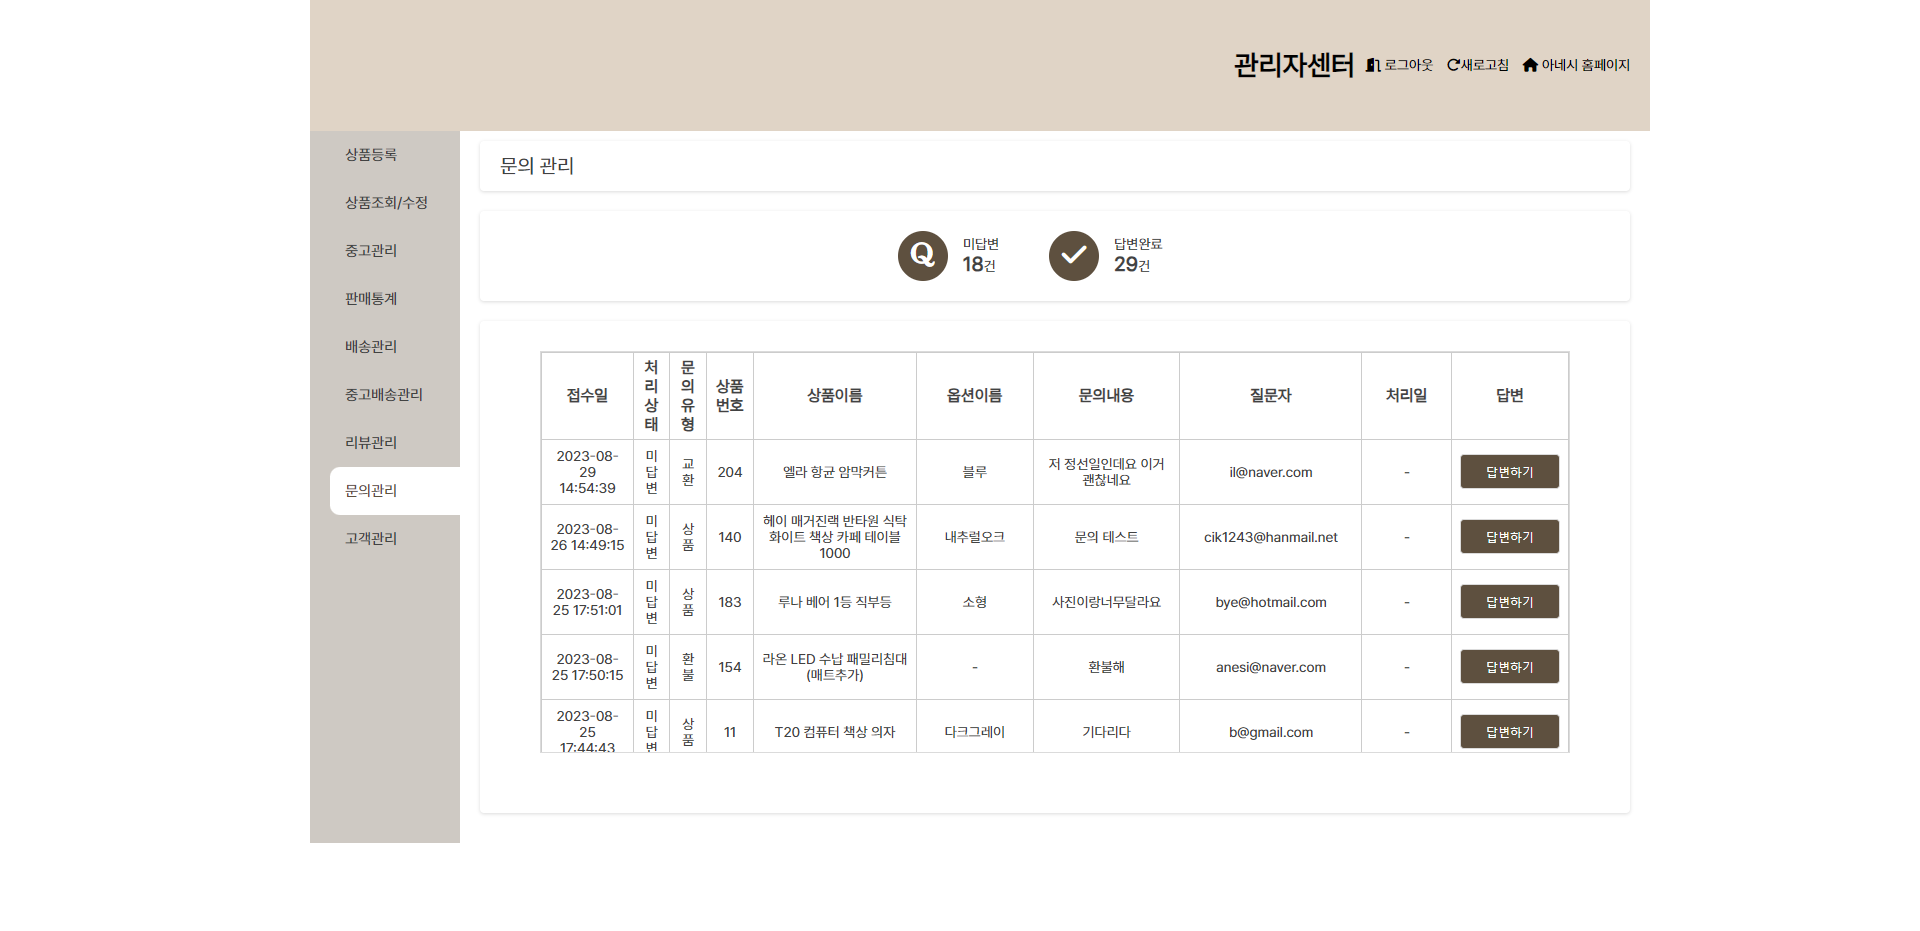 관리자센터 로그아웃 새로고침 아네시 홈페이지
상품등록
상품조회/수정
중고관리
판매통계
배송관리
중고배송관리
리뷰관리
문의관리
고객관리
문의 관리
Q
미답변
18건
답변완료
29건
접수일
처
리
상
태
문
의
유
형
상품
번호
상품이름
옵션이름
문의내용
질문자
처리일
답변
2023-08-
29
14:54:39
미
답
변
교
환
204
엘라 항균 암막커튼
블루
저 정선일인데요 이거
괜찮네요
il@naver.com
-
답변하기
2023-08-
26 14:49:15
미
답
변
상
품
140
헤이 매거진랙 반타원 식탁
화이트 책상 카페 테이블
1000
내추럴오크
문의 테스트
cik1243@hanmail.net
-
답변하기
2023-08-
25 17:51:01
미
답
변
상
품
183
루나 베어 1등 직부등
소형
사진이랑너무달라요
bye@hotmail.com
-
답변하기
2023-08-
25 17:50:15
미
답
변
환
불
154
라온 LED 수납 패밀리침대
(매트추가)
-
환불해
anesi@naver.com
-
답변하기
2023-08-
25
17:44:43
미
답
변
상
품
11
T20 컴퓨터 책상 의자
다크그레이
기다리다
b@gmail.com
-
답변하기